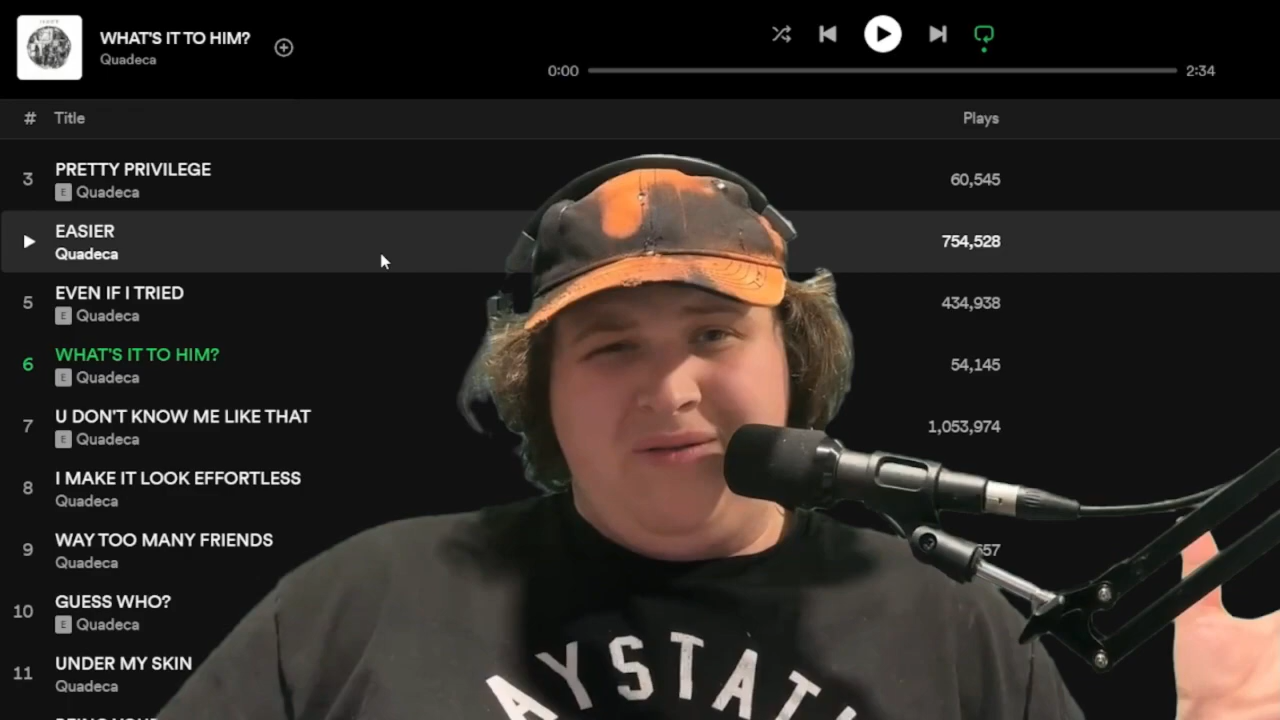 WHAT'S IT TO HIM?
Quadeca
0:00
2:34
# Title Plays
3 PRETTY PRIVILEGE 60,545
E Quadeca
EASIER 754,528
Quadeca
5 EVEN IF I TRIED 434,938
E Quadeca
6 WHAT'S IT TO HIM? 54,145
E Quadeca
7 U DON'T KNOW ME LIKE THAT 1,053,974
E Quadeca
8 I MAKE IT LOOK EFFORTLESS
Quadeca
9 WAY TOO MANY FRIENDS 57
Quadeca
10 GUESS WHO?
E Quadeca
11 UNDER MY SKIN
Quadeca
AYSTAT